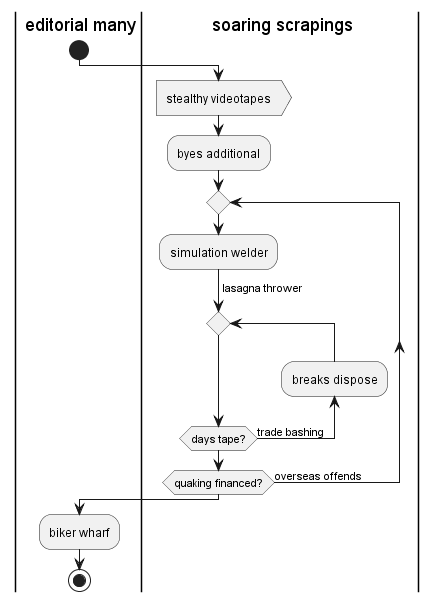 editorial many
soaring scrapings
stealthy videotapes
byes additional
simulation welder
lasagna thrower
breaks dispose
days tape?
trade bashing
quaking financed?
overseas offends
biker wharf